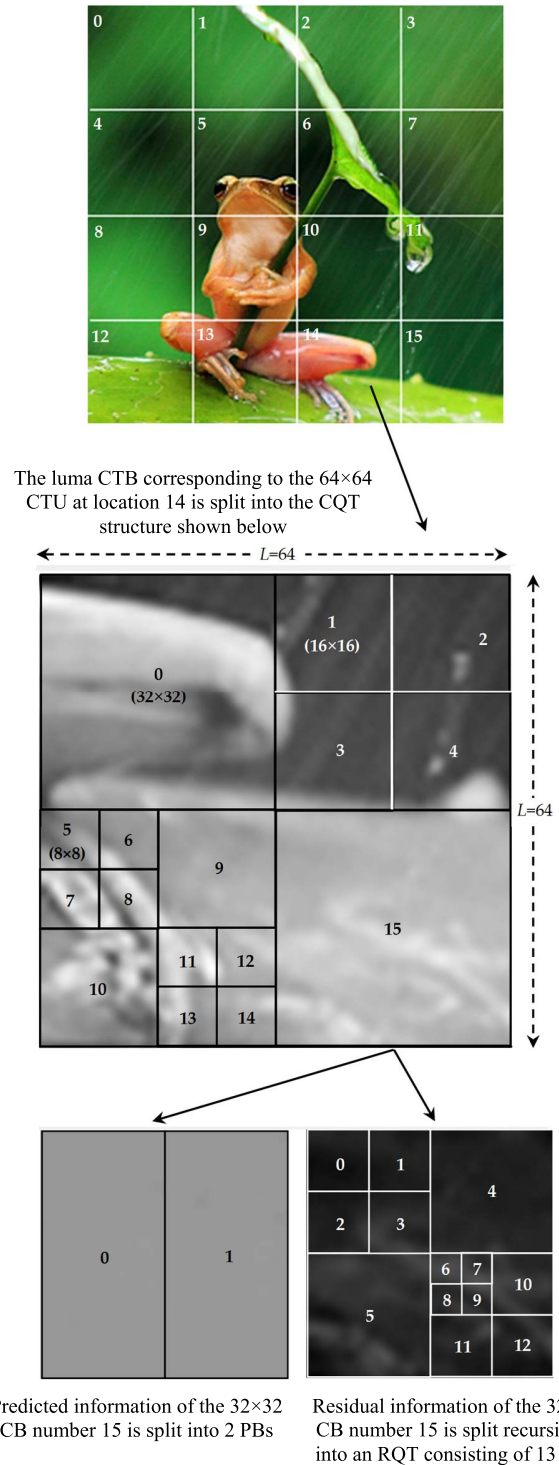 0 1 2 3
4 5 6 7
8 9 10 11
12 13 14 15
The luma CTB corresponding to the 64×64
CTU at location 14 is split into the CQT
structure shown below
L=64
1
(16×16)
2
0
(32×32)
3 4
L=64
5
(8×8)
6
9
7 8
15
11 12
10
13 14
0 1
4
2 3
6 7
0 1
10
8 9
5
11 12
redicted information of the 32×32
CB number 15 is split into 2 PBs
Residual information of the 32
CB number 15 is split recursi
into an RQT consisting of 13